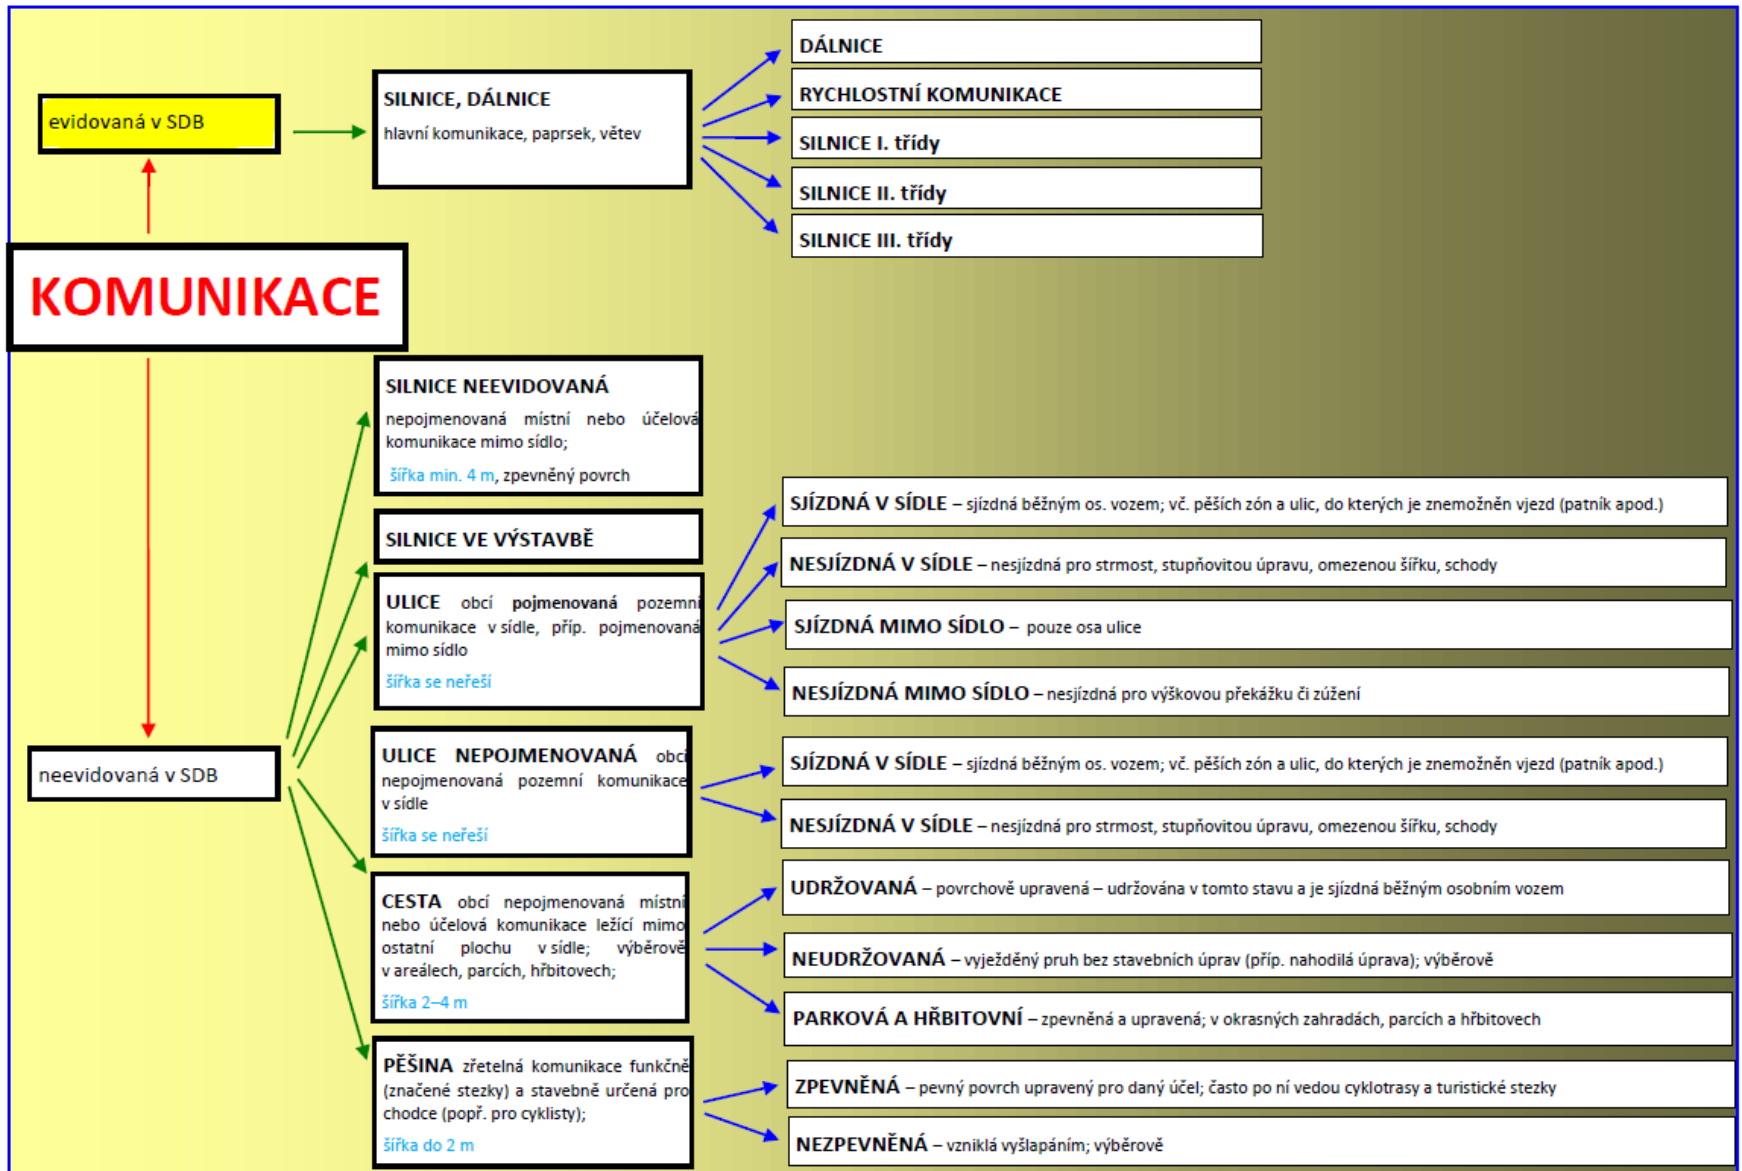 evidovaná v SDB
SILNICE, DÁLNICE
hlavní komunikace, paprsek, větev
DÁLNICE
RYCHLOSTNÍ KOMUNIKACE
SILNICE I. třídy
SILNICE II. třídy
SILNICE III. třídy
KOMUNIKACE
neevidovaná v SDB
SILNICE NEEVIDOVANÁ
nepojmenovaná místní nebo účelová
komunikace mimo sídlo;
šířka min. 4 m, zpevněný povrch
SILNICE VE VÝSTAVBĚ
ULICE obcí pojmenovaná pozemní
komunikace v sídle, příp. pojmenovaná
mimo sídlo
šířka se neřeší
SJÍZDNÁ V SÍDLE – sjízdná běžným os. vozem; vč. pěších zón a ulic, do kterých je znemožněn vjezd (patník apod.)
NESJÍZDNÁ V SÍDLE – nesjízdná pro strmost, stupňovitou úpravu, omezenou šířku, schody
SJÍZDNÁ MIMO SÍDLO – pouze osa ulice
NESJÍZDNÁ MIMO SÍDLO – nesjízdná pro výškovou překážku či zúžení
ULICE NEPOJMENOVANÁ obcí
nepojmenovaná pozemní komunikace
v sídle
šířka se neřeší
SJÍZDNÁ V SÍDLE – sjízdná běžným os. vozem; vč. pěších zón a ulic, do kterých je znemožněn vjezd (patník apod.)
NESJÍZDNÁ V SÍDLE – nesjízdná pro strmost, stupňovitou úpravu, omezenou šířku, schody
CESTA obcí nepojmenovaná místní
nebo účelová komunikace ležící mimo
ostatní plochu v sídle; výběrově
v areálech, parcích, hřbitovech;
šířka 2–4 m
UDRŽOVANÁ – povrchově upravená – udržována v tomto stavu a je sjízdná běžným osobním vozem
NEUDRŽOVANÁ – vyježděný pruh bez stavebních úprav (příp. nahodilá úprava); výběrově
PARKOVÁ A HŘBITOVNÍ – zpevněná a upravená; v okrasných zahradách, parcích a hřbitovech
PĚŠINA zřetelná komunikace funkčně
(značené stezky) a stavebně určená pro
chodce (popř. pro cyklisty);
šířka do 2 m
ZPEVNĚNÁ – pevný povrch upravený pro daný účel; často po ní vedou cyklotrasy a turistické stezky
NEZPEVNĚNÁ – vzniklá vyšlapáním; výběrově